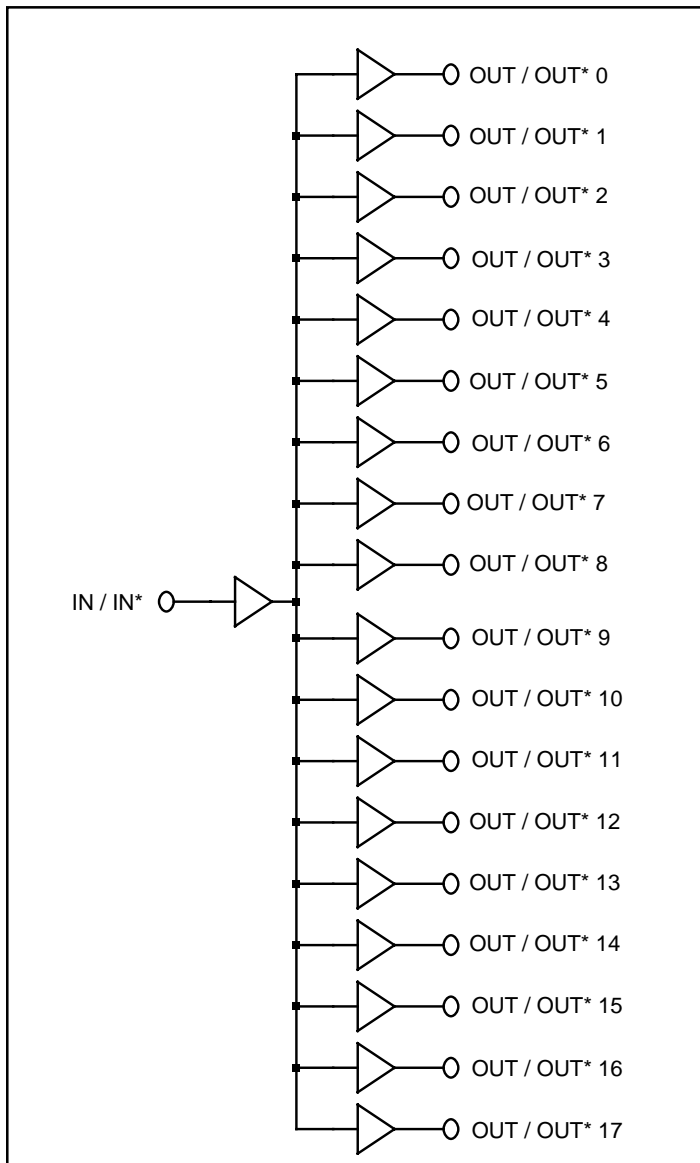 OUT / OUT* 0
OUT / OUT* 1
OUT / OUT* 2
OUT / OUT* 3
OUT / OUT* 4
OUT / OUT* 5
OUT / OUT* 6
OUT / OUT* 7
OUT / OUT* 8
IN / IN*
OUT / OUT* 9
OUT / OUT* 10
OUT / OUT* 11
OUT / OUT* 12
OUT / OUT* 13
OUT / OUT* 14
OUT / OUT* 15
OUT / OUT* 16
OUT / OUT* 17